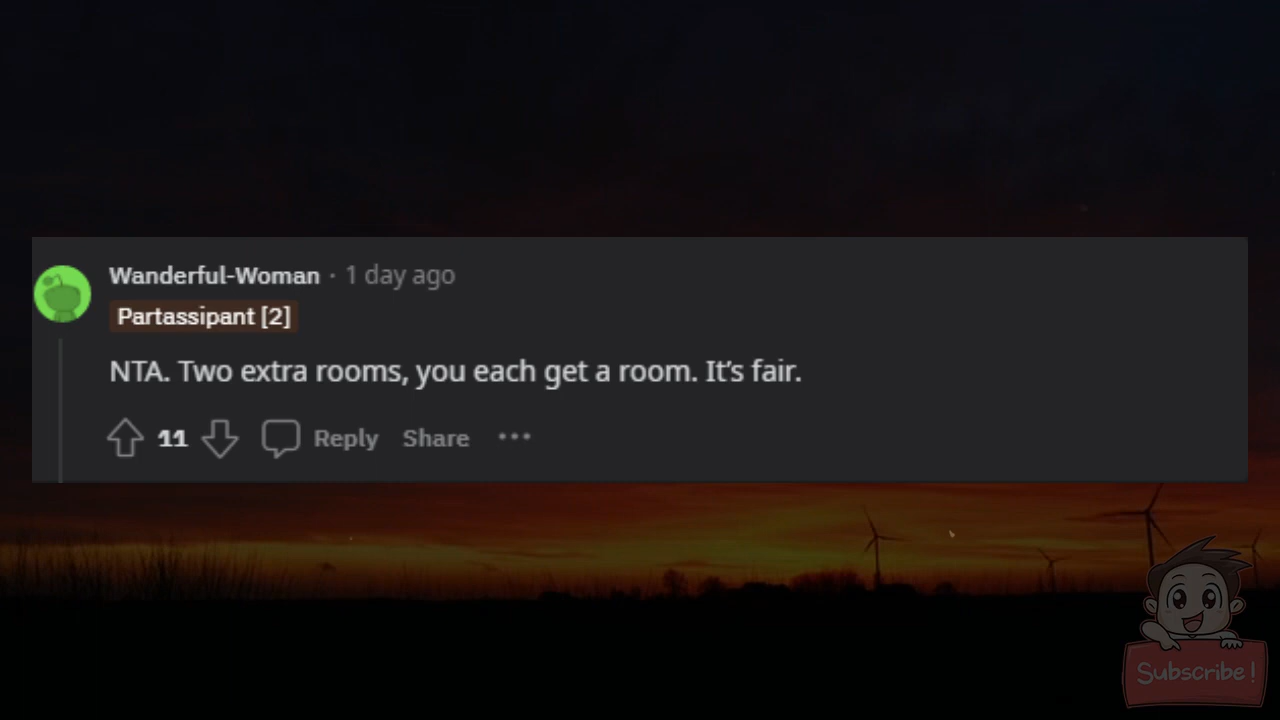 Wanderful-Woman · 1 day ago
Partassipant [2]
NTA. Two extra rooms, you each get a room. It's fair.
11 Reply Share ···
Subscribe!